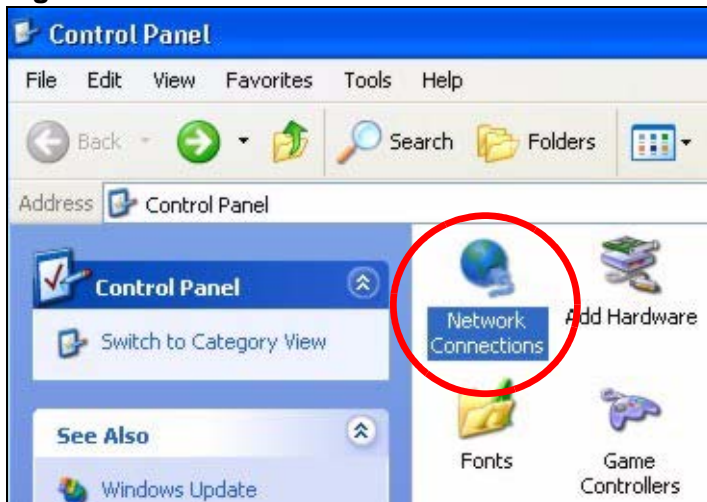 Control Panel
File Edit View Favorites Tools Help
Back Search Folders
Address Control Panel
Control Panel
Switch to Category View
See Also
Windows Update
Network
Connections
Add Hardware
Fonts
Game
Controllers